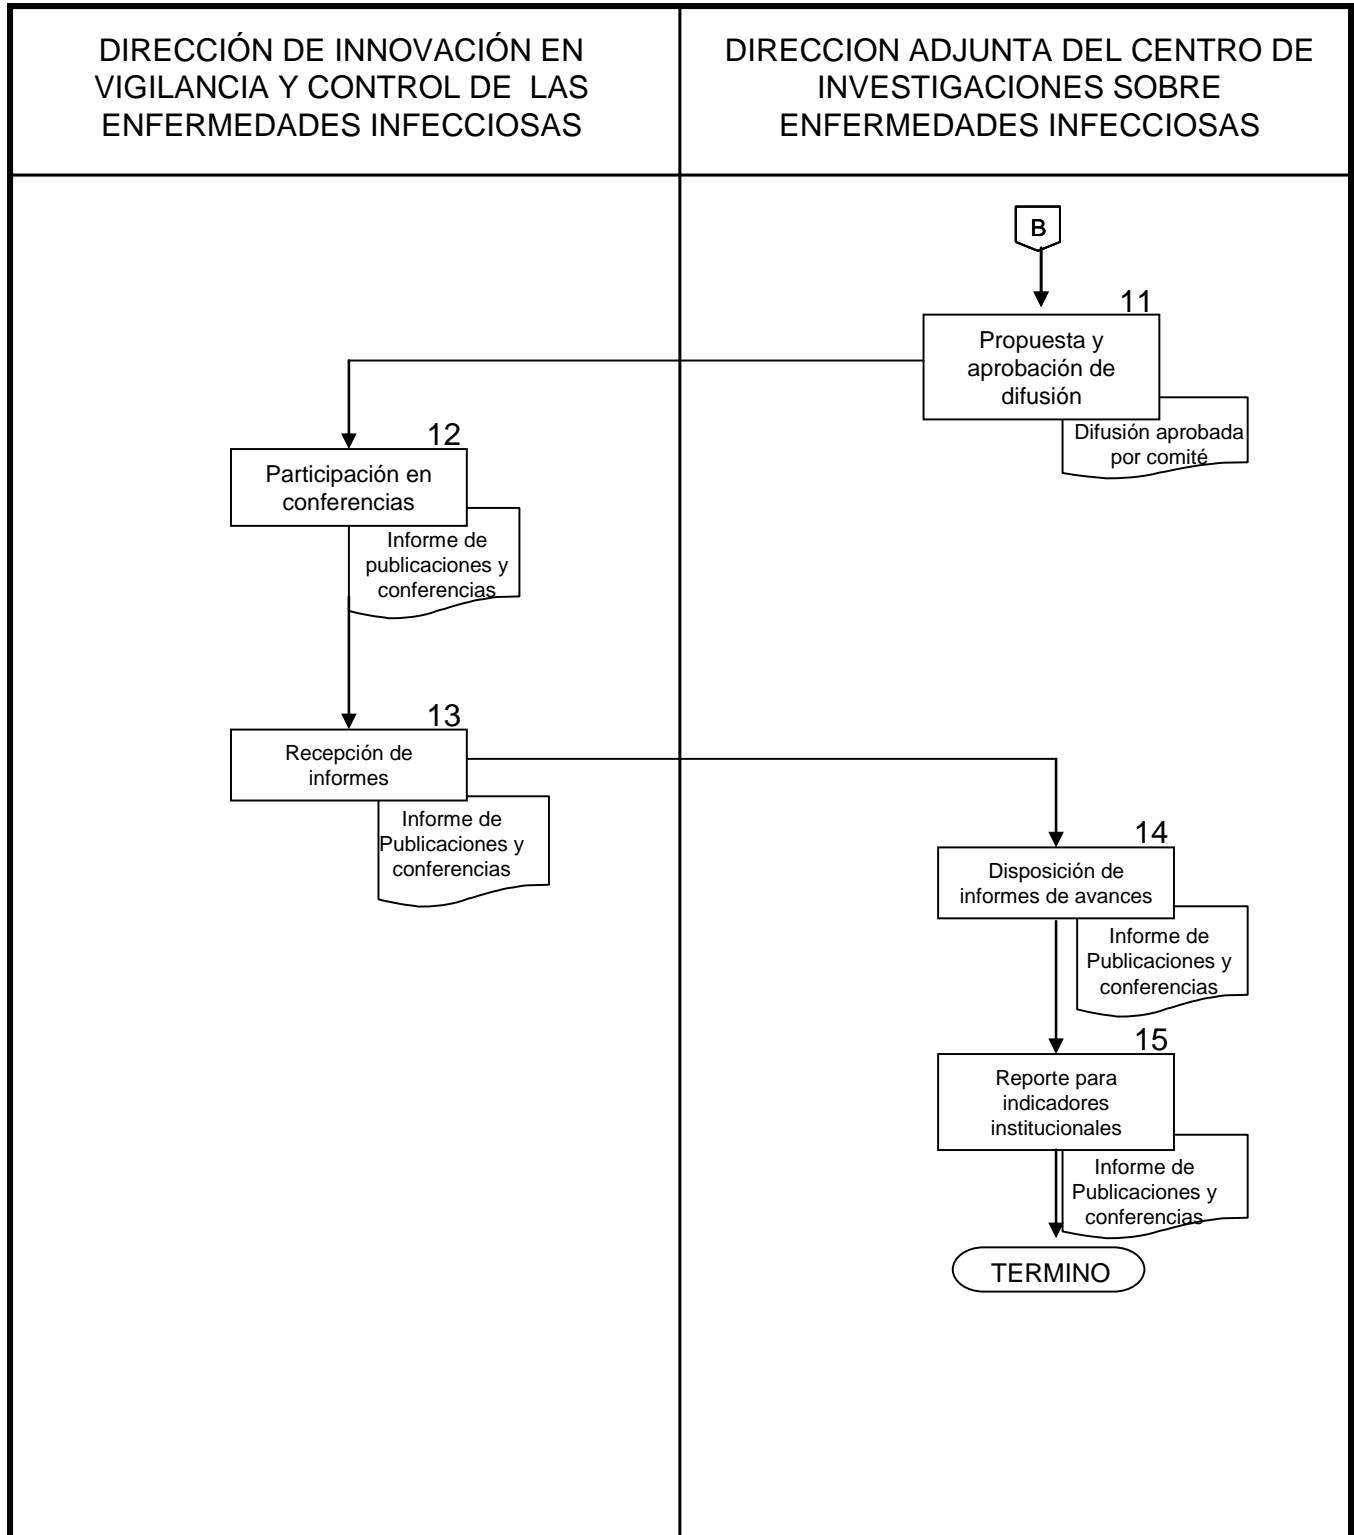 DIRECCIÓN DE INNOVACIÓN EN
VIGILANCIA Y CONTROL DE LAS
ENFERMEDADES INFECCIOSAS
DIRECCION ADJUNTA DEL CENTRO DE
INVESTIGACIONES SOBRE
ENFERMEDADES INFECCIOSAS
B
11
Propuesta y
aprobación de
difusión
Difusión aprobada
por comité
12
Participación en
conferencias
Informe de
publicaciones y
conferencias
13
Recepción de
informes
Informe de
Publicaciones y
conferencias
14
Disposición de
informes de avances
Informe de
Publicaciones y
conferencias
15
Reporte para
indicadores
institucionales
Informe de
Publicaciones y
conferencias
TERMINO